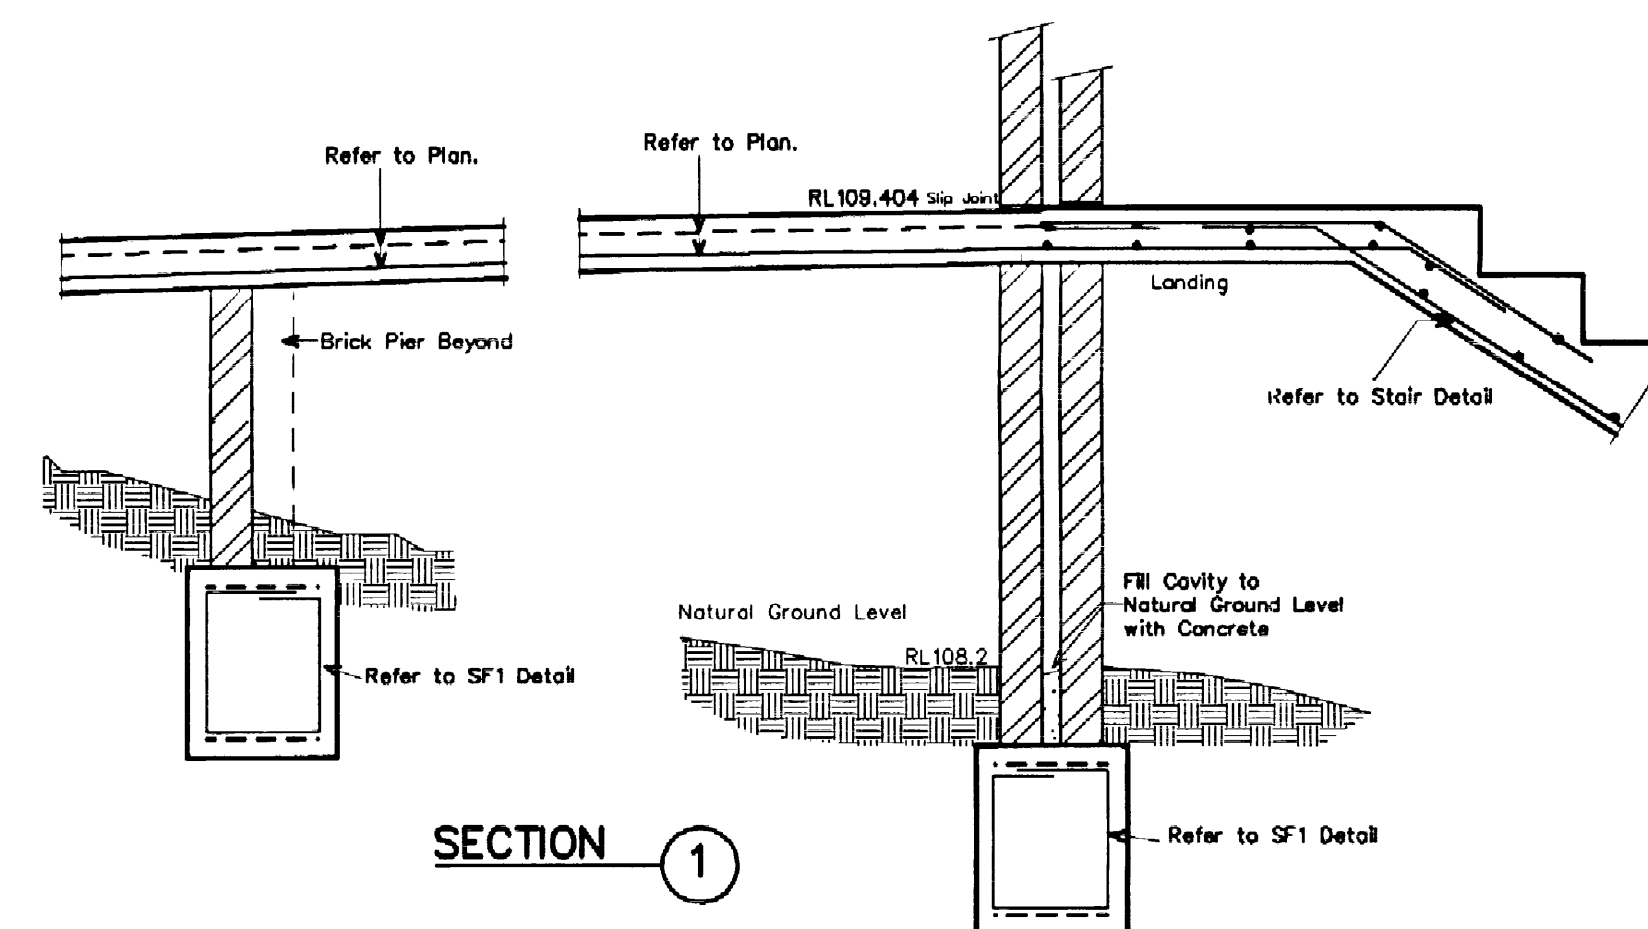 Refer to Plan.
Refer to Plan.
RL109.404 Slip Joint
Landing
Brick Pier Beyond
Refer to Stair Detail
Fill Cavity to
Natural Ground Level
with Concrete
Natural Ground Level
RL108.2
Refer to SF1 Detail
Refer to SF1 Detail
SECTION 1